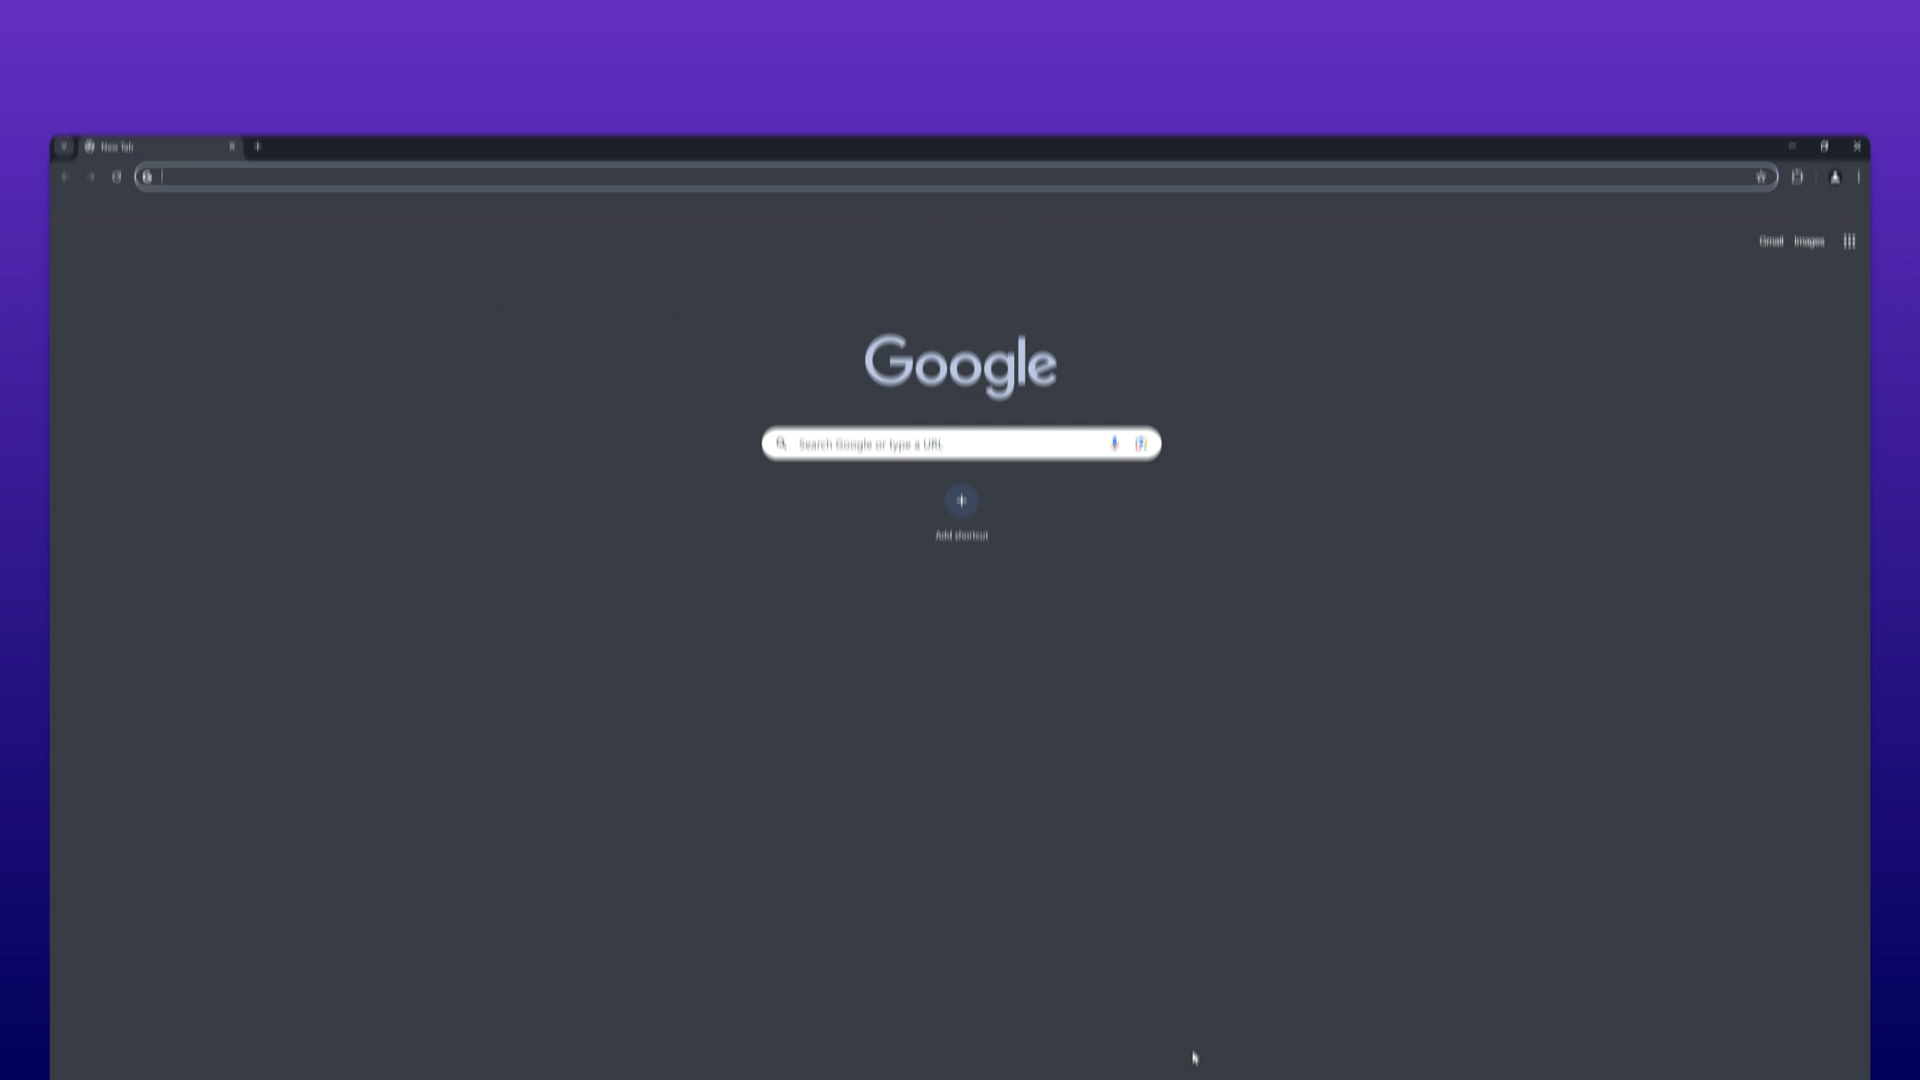 New Tab
Gmail Images
Google
Search Google or type a URL
Add shortcut